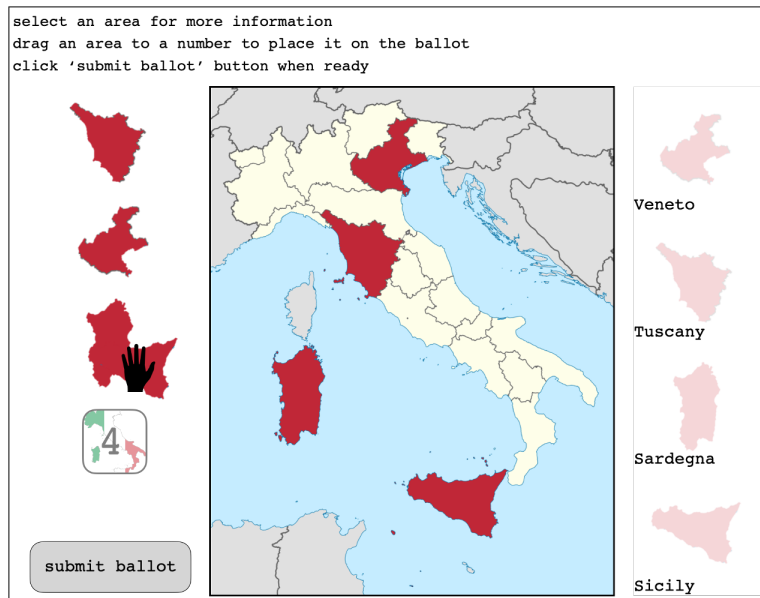 select an area for more information
drag an area to a number to place it on the ballot
click ‘submit ballot’ button when ready
Veneto
Tuscany
Sardegna
4
Sicily
submit ballot